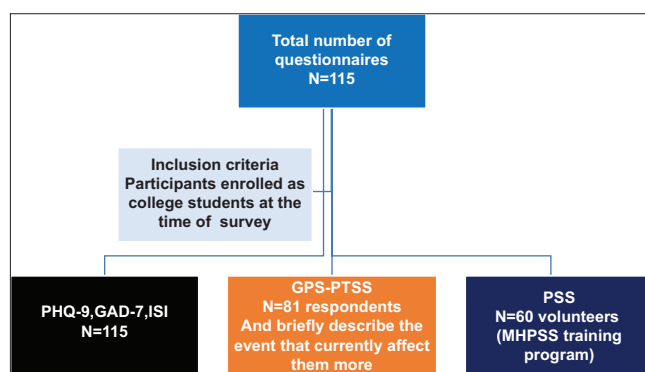 Total number of
questionnaires
N=115
Inclusion criteria
Participants enrolled as
college students at the
time of survey
PHQ-9,GAD-7,ISI
N=115
GPS-PTSS
N=81 respondents
And briefly describe the
event that currently affect
them more
PSS
N=60 volunteers
(MHPSS training
program)